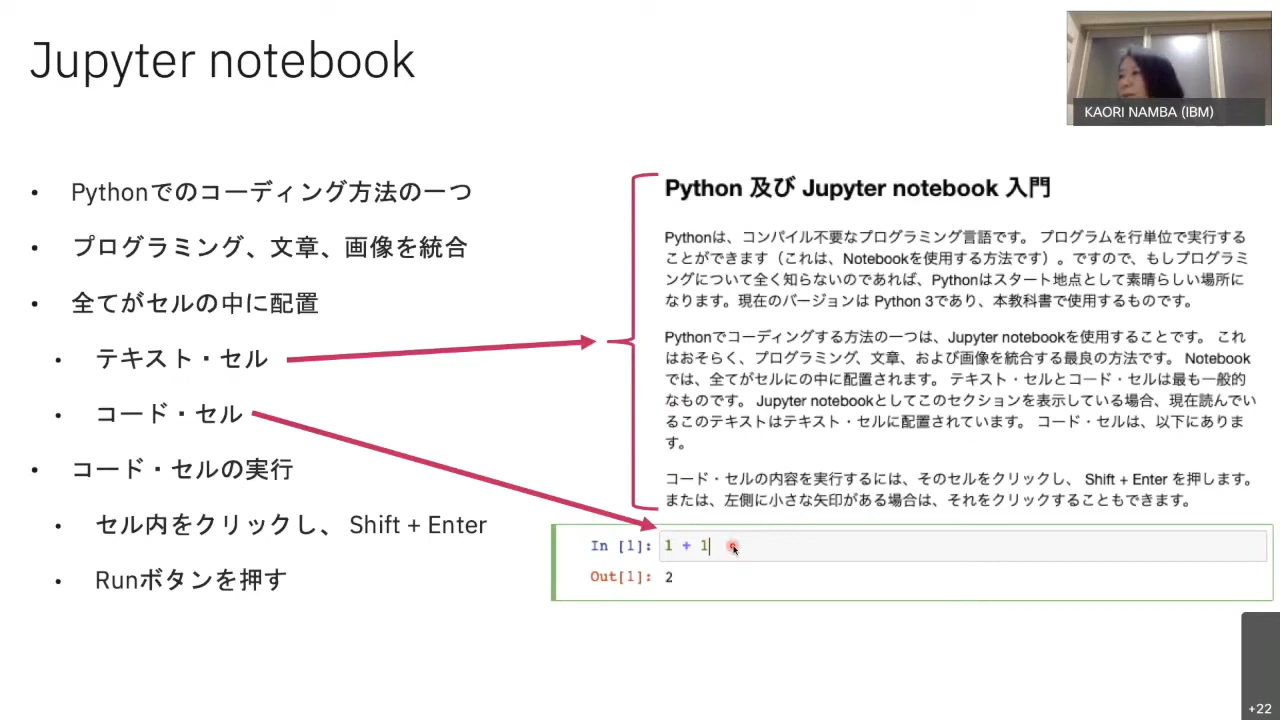 Jupyter notebook
KAORI NAMBA (IBM)
• Pythonでのコーディング方法の一つ
• プログラミング、文章、画像を統合
• 全てがセルの中に配置
• テキスト・セル
• コード・セル
• コード・セルの実行
• セル内をクリックし、 Shift + Enter
• Runボタンを押す
Python 及び Jupyter notebook 入門
Pythonは、コンパイル不要なプログラミング言語です。 プログラムを行単位で実行する
ことができます（これは、Notebookを使用する方法です）。ですので、もしプログラミ
ングについて全く知らないのであれば、Pythonはスタート地点として素晴らしい場所に
なります。現在のバージョンは Python 3であり、本教科書で使用するものです。
Pythonでコーディングする方法の一つは、Jupyter notebookを使用することです。 これ
はおそらく、プログラミング、文章、および画像を統合する最良の方法です。 Notebook
では、全てがセルにの中に配置されます。 テキスト・セルとコード・セルは最も一般的
なものです。 Jupyter notebookとしてこのセクションを表示している場合、現在読んでい
るこのテキストはテキスト・セルに配置されています。 コード・セルは、以下にありま
す。
コード・セルの内容を実行するには、そのセルをクリックし、 Shift + Enter を押します。
または、左側に小さな矢印がある場合は、それをクリックすることもできます。
In [1]: 1 + 1
Out[1]: 2
+22